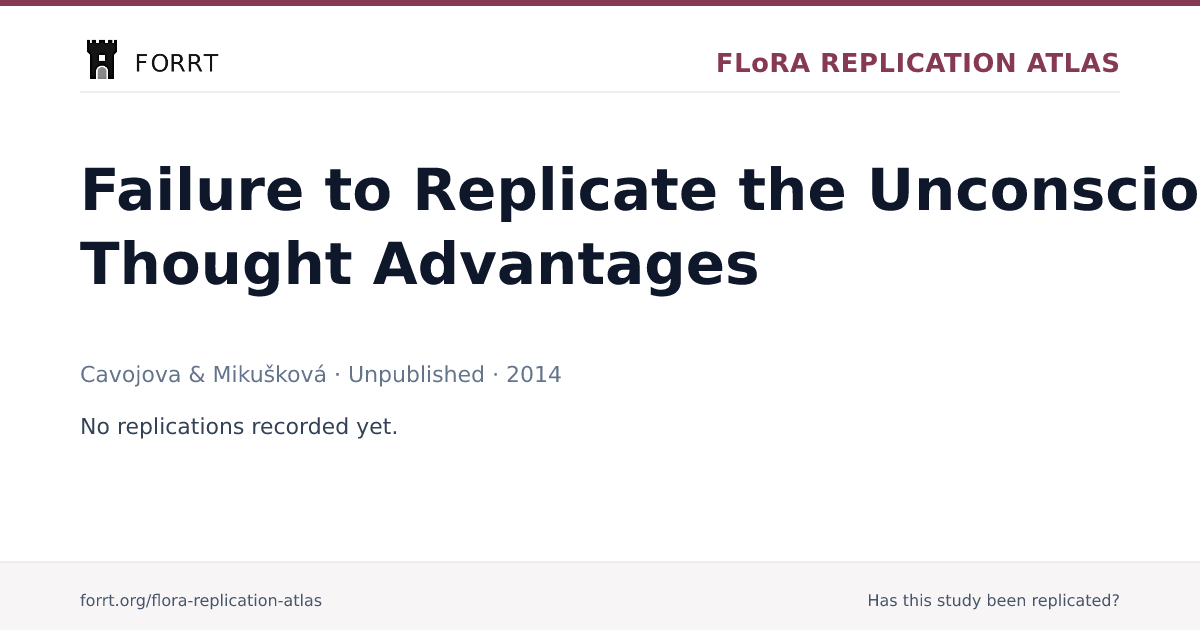 FORRT
FLoRA REPLICATION ATLAS
Failure to Replicate the Unconscio
Thought Advantages
Cavojova & Mikušková · Unpublished · 2014
No replications recorded yet.
forrt.org/flora-replication-atlas
Has this study been replicated?